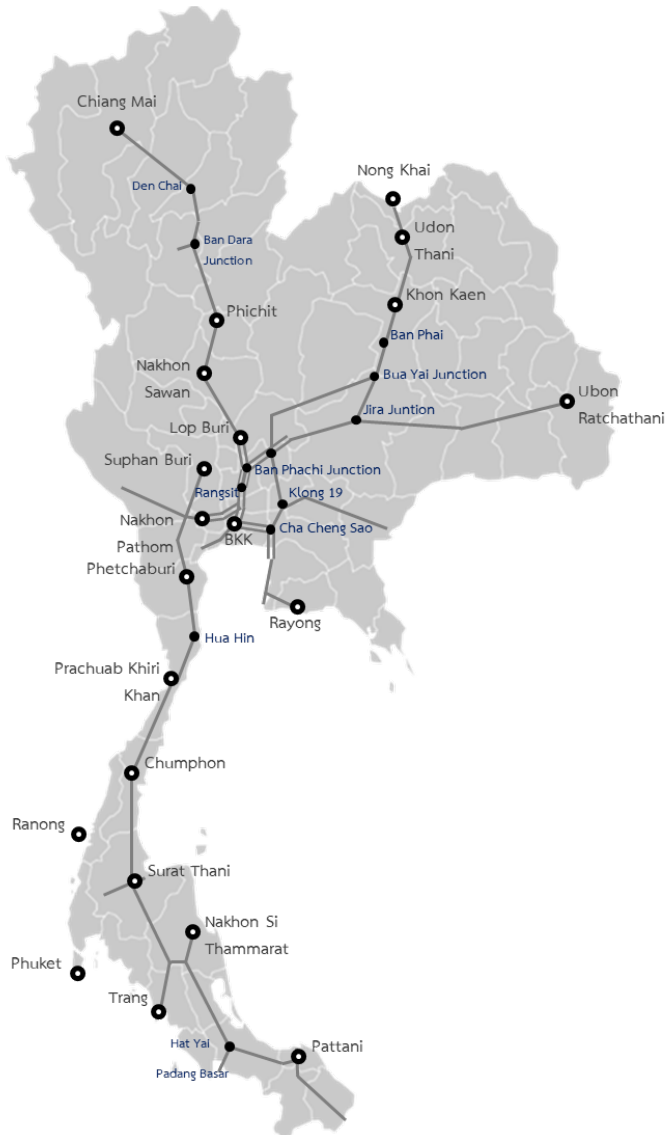 Chiang Mai
Nong Khai
Den Chai
Udon
Thani
Ban Dara
Junction
Khon Kaen
Phichit
Ban Phai
Nakhon
Sawan
Bua Yai Junction
Ubon
Ratchathani
Jira Juntion
Lop Buri
Suphan Buri
Ban Phachi Junction
Rangsit
Klong 19
Nakhon
Pathom
BKK
Cha Cheng Sao
Phetchaburi
Rayong
Hua Hin
Prachuab Khiri
Khan
Chumphon
Ranong
Surat Thani
Nakhon Si
Thammarat
Phuket
Trang
Hat Yai
Pattani
Padang Basar